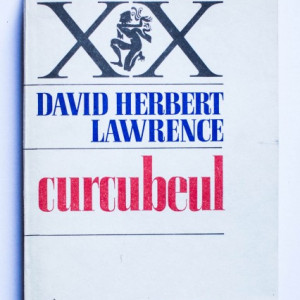 XX
DAVID HERBERT
LAWRENCE
curcubeul